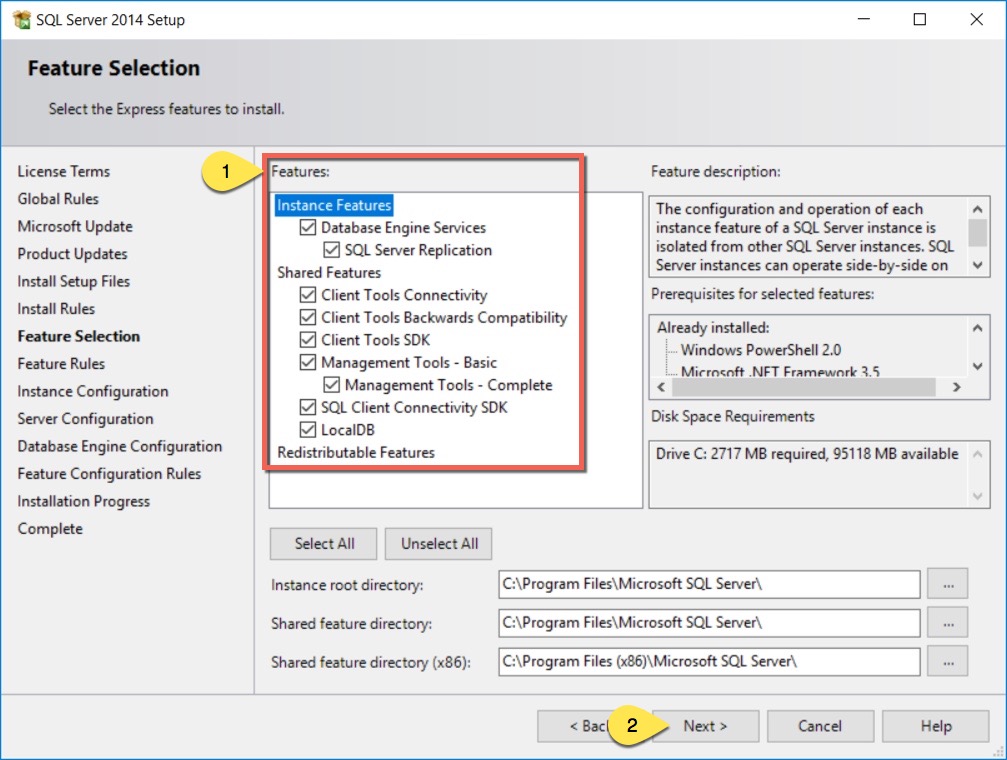 SQL Server 2014 Setup
Feature Selection
Select the Express features to install.
License Terms
Global Rules
Microsoft Update
Product Updates
Install Setup Files
Install Rules
Feature Selection
Feature Rules
Instance Configuration
Server Configuration
Database Engine Configuration
Feature Configuration Rules
Installation Progress
Complete
1
Features:
Instance Features
Database Engine Services
SQL Server Replication
Shared Features
Client Tools Connectivity
Client Tools Backwards Compatibility
Client Tools SDK
Management Tools - Basic
Management Tools - Complete
SQL Client Connectivity SDK
LocalDB
Redistributable Features
Feature description:
The configuration and operation of each
instance feature of a SQL Server instance is
isolated from other SQL Server instances. SQL
Server instances can operate side-by-side on
Prerequisites for selected features:
Already installed:
Windows PowerShell 2.0
Microsoft .NET Framework 3.5
Disk Space Requirements
Drive C: 2717 MB required, 95118 MB available
Select All
Unselect All
Instance root directory:
C:\Program Files\Microsoft SQL Server\
...
Shared feature directory:
C:\Program Files\Microsoft SQL Server\
...
Shared feature directory (x86):
C:\Program Files (x86)\Microsoft SQL Server\
...
< Bac
2
Next >
Cancel
Help